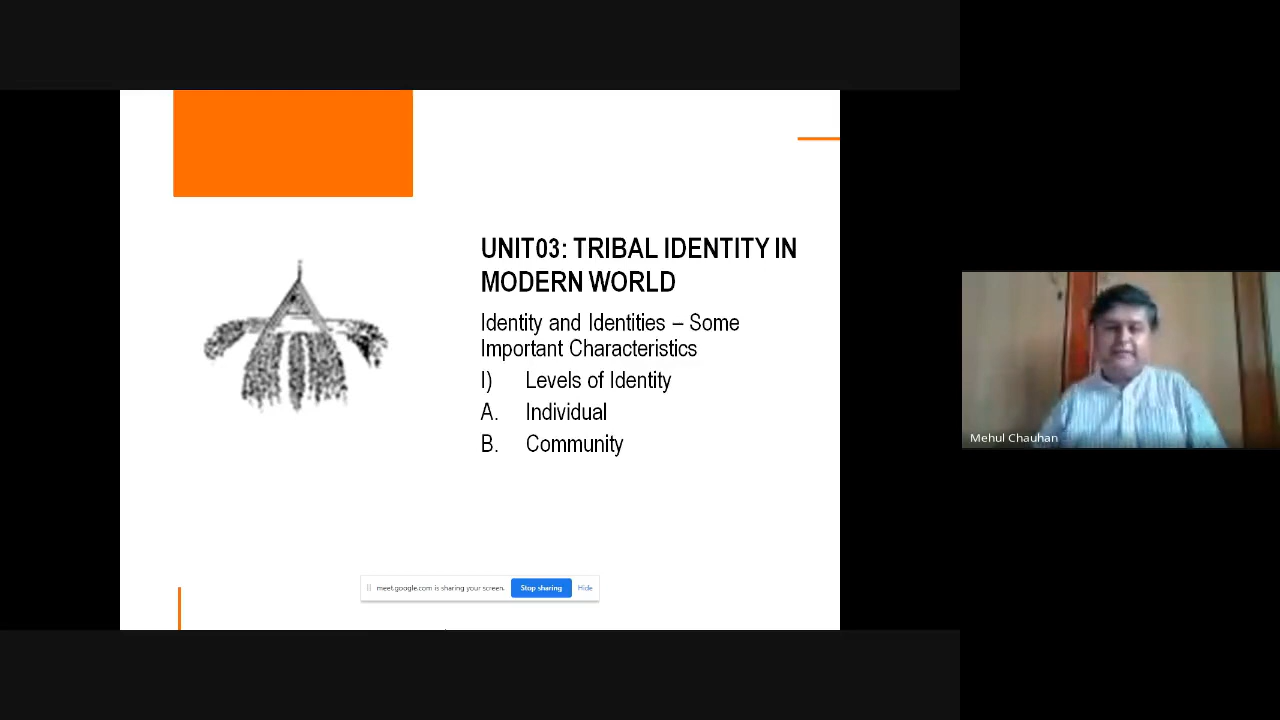 UNIT03: TRIBAL IDENTITY IN
MODERN WORLD
Identity and Identities – Some
Important Characteristics
I) Levels of Identity
A. Individual
B. Community
meet.google.com is sharing your screen. Stop sharing Hide
Mehul Chauhan